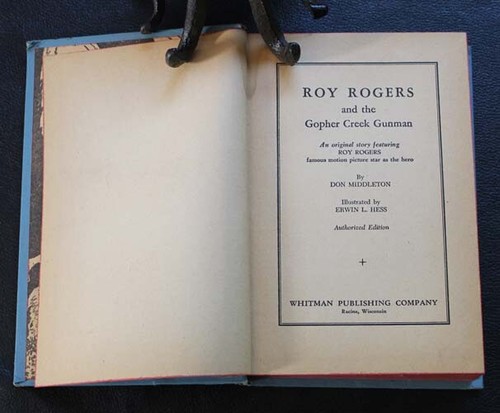 ROY ROGERS
and the
Gopher Creek Gunman
An original story featuring
ROY ROGERS
famous motion picture star as the hero
By
DON MIDDLETON
Illustrated by
ERWIN L. HESS
Authorized Edition
+
WHITMAN PUBLISHING COMPANY
Racine, Wisconsin